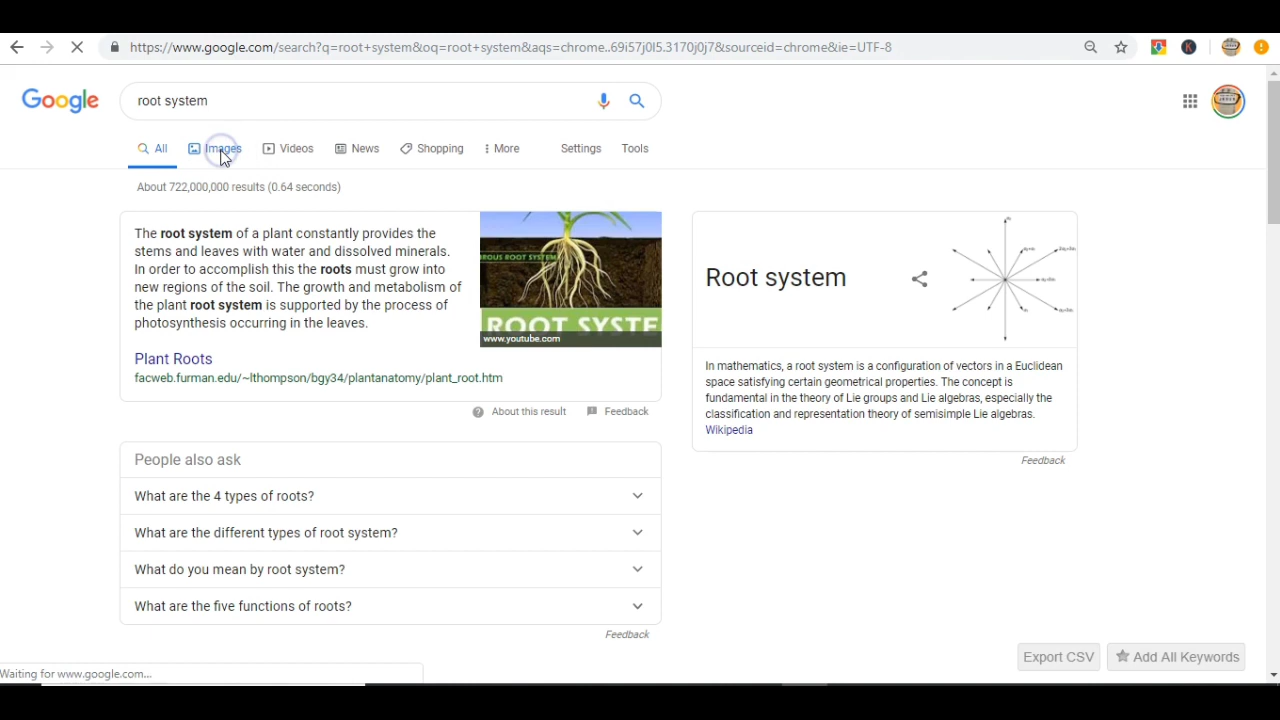 https://www.google.com/search?q=root+system&oq=root+system&aqs=chrome..69i57j0l5.3170j0j7&sourceid=chrome&ie=UTF-8
Google
root system
All Images Videos News Shopping More Settings Tools
About 722,000,000 results (0.64 seconds)
The root system of a plant constantly provides the
stems and leaves with water and dissolved minerals.
In order to accomplish this the roots must grow into
new regions of the soil. The growth and metabolism of
the plant root system is supported by the process of
photosynthesis occurring in the leaves.
ROUS ROOT SYSTEM
ROOT SYSTE
www.youtube.com
Plant Roots
facweb.furman.edu/~lthompson/bgy34/plantanatomy/plant_root.htm
About this result Feedback
People also ask
What are the 4 types of roots?
What are the different types of root system?
What do you mean by root system?
What are the five functions of roots?
Feedback
Root system
In mathematics, a root system is a configuration of vectors in a Euclidean
space satisfying certain geometrical properties. The concept is
fundamental in the theory of Lie groups and Lie algebras, especially the
classification and representation theory of semisimple Lie algebras.
Wikipedia
Feedback
Export CSV Add All Keywords
Waiting for www.google.com...